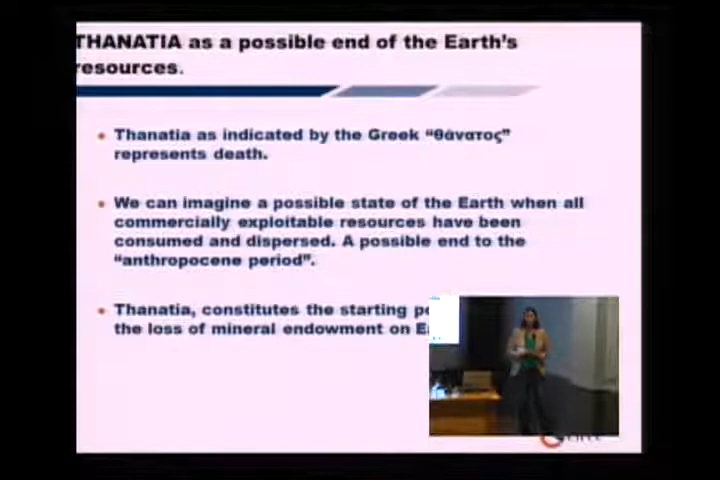 THANATIA as a possible end of the Earth's
resources.
Thanatia as indicated by the Greek “θάνατος”
represents death.
We can imagine a possible state of the Earth when all
commercially exploitable resources have been
consumed and dispersed. A possible end to the
“anthropocene period”.
Thanatia, constitutes the starting
the loss of mineral endowment on